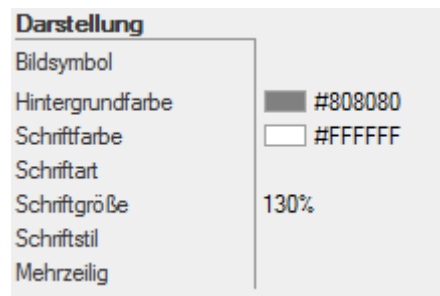 Darstellung
Bildsymbol
Hintergrundfarbe #808080
Schriftfarbe #FFFFFF
Schriftart
Schriftgröße 130%
Schriftstil
Mehrzeilig